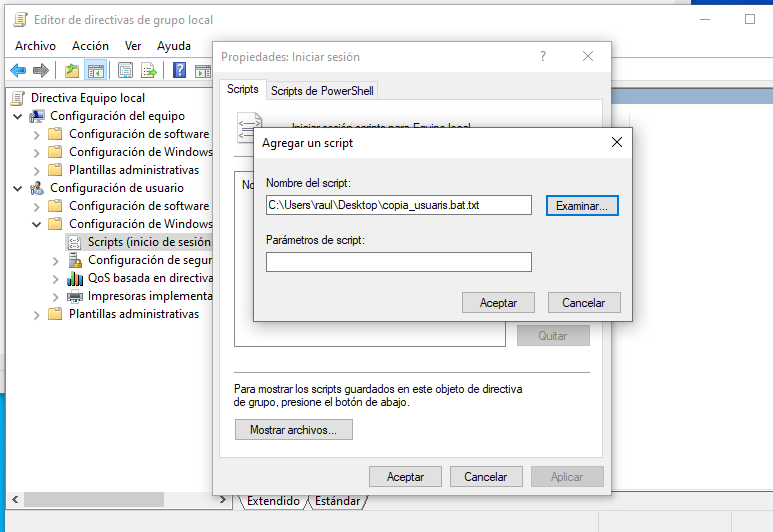 Editor de directivas de grupo local
Archivo Acción Ver Ayuda
Directiva Equipo local
Configuración del equipo
Configuración de software
Configuración de Windows
Plantillas administrativas
Configuración de usuario
Configuración de software
Configuración de Windows
Scripts (inicio de sesión
Configuración de segur
QoS basada en directiva
Impresoras implementa
Plantillas administrativas
Extendido Estándar
Propiedades: Iniciar sesión
Scripts Scripts de PowerShell
Iniciar sesión scripts para Equipo local
No
Agregar un script
Nombre del script:
C:\Users\raul\Desktop\copia_usuaris.bat.txt
Examinar...
Parámetros de script:
Aceptar Cancelar
Quitar
Para mostrar los scripts guardados en este objeto de directiva
de grupo, presione el botón de abajo.
Mostrar archivos...
Aceptar Cancelar Aplicar